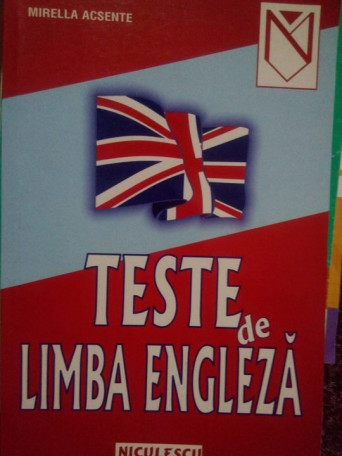 MIRELLA ACSENTE
TESTE
de
LIMBA ENGLEZĂ
NICULESCU